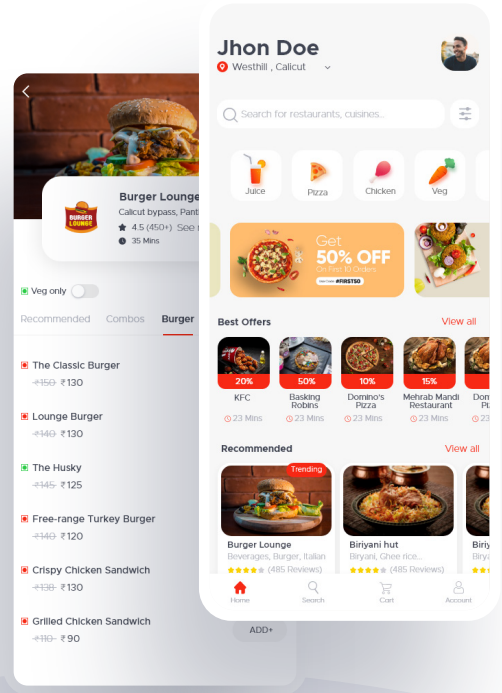 Jhon Doe
Westhill , Calicut
Search for restaurants, cuisines..
Juice
Pizza
Chicken
Veg
Get
50% OFF
On First 10 Orders
#FIRST50
Best Offers
View all
20%
50%
10%
15%
KFC
Basking
Robins
Domino's
Pizza
Mehrab Mandi
Restaurant
23 Mins
23 Mins
23 Mins
23 Mins
Recommended
View all
Trending
Burger Lounge
Beverages, Burger, Italian
(485 Reviews)
Biriyani hut
Biryani, Ghee rice...
(485 Reviews)
Home
Search
Cart
Account
BURGER
LOUNGE
Burger Lounge
Calicut bypass,
4.5 (450+) See
35 Mins
Veg only
Recommended
Combos
Burger
The Classic Burger
₹150 ₹130
Lounge Burger
₹140 ₹130
The Husky
₹145 ₹125
Free-range Turkey Burger
₹140 ₹120
Crispy Chicken Sandwich
₹138 ₹130
Grilled Chicken Sandwich
₹110 ₹90
ADD+